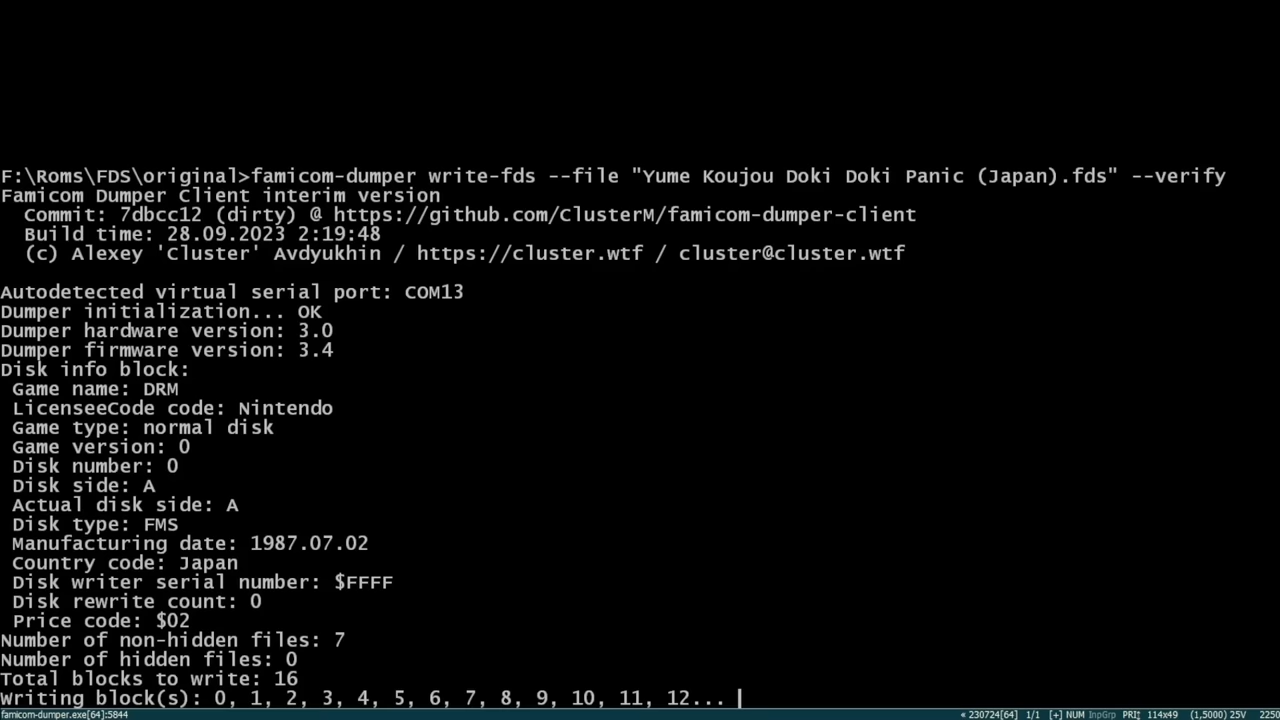 F:\Roms\FDS\original>famicom-dumper write-fds --file "Yume Koujou Doki Doki Panic (Japan).fds" --verify
Famicom Dumper Client interim version
Commit: 7dbcc12 (dirty) @ https://github.com/ClusterM/famicom-dumper-client
Build time: 28.09.2023 2:19:48
(c) Alexey 'Cluster' Avdyukhin / https://cluster.wtf / cluster@cluster.wtf
Autodetected virtual serial port: COM13
Dumper initialization... OK
Dumper hardware version: 3.0
Dumper firmware version: 3.4
Disk info block:
Game name: DRM
LicenseeCode code: Nintendo
Game type: normal disk
Game version: 0
Disk number: 0
Disk side: A
Actual disk side: A
Disk type: FMS
Manufacturing date: 1987.07.02
Country code: Japan
Disk writer serial number: $FFFF
Disk rewrite count: 0
Price code: $02
Number of non-hidden files: 7
Number of hidden files: 0
Total blocks to write: 16
Writing block(s): 0, 1, 2, 3, 4, 5, 6, 7, 8, 9, 10, 11, 12...
famicom-dumper.exe[64]:5844 « 230724[64] 1/1 [+] NUM InpGrp PRI: 114x49 (1,5000) 25V 2250